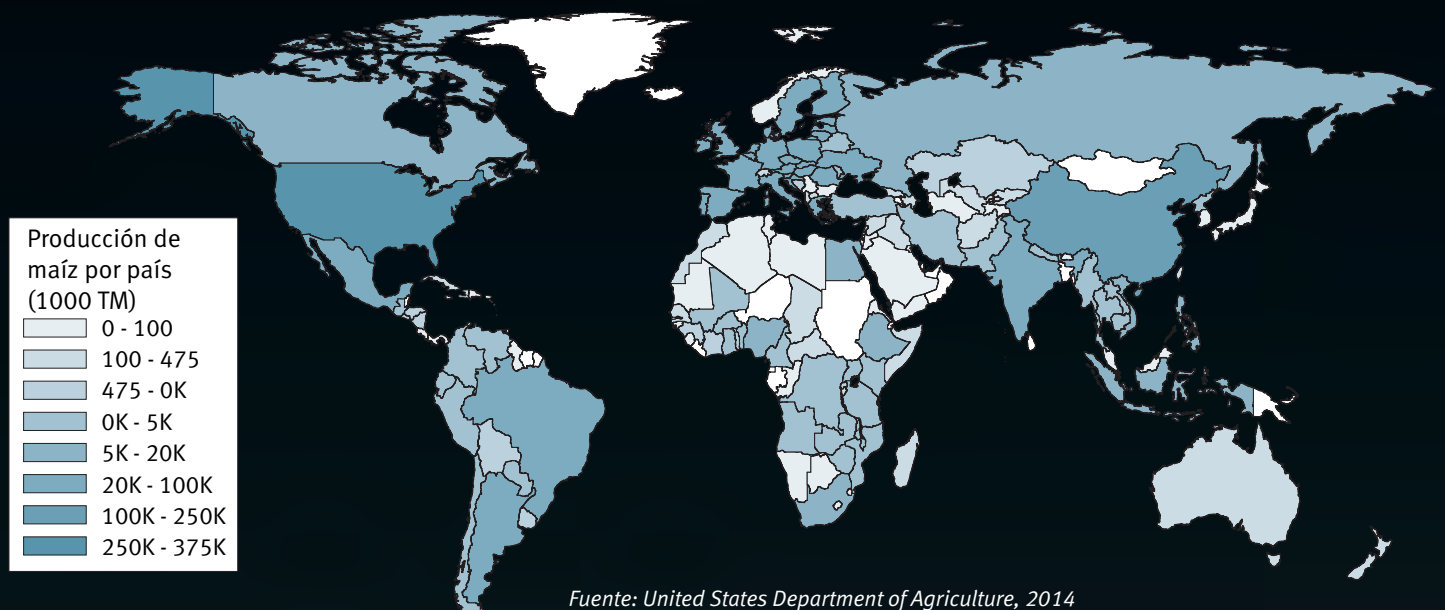 Producción de
maíz por país
(1000 TM)
0 - 100
100 - 475
475 - 0K
0K - 5K
5K - 20K
20K - 100K
100K - 250K
250K - 375K
Fuente: United States Department of Agriculture, 2014